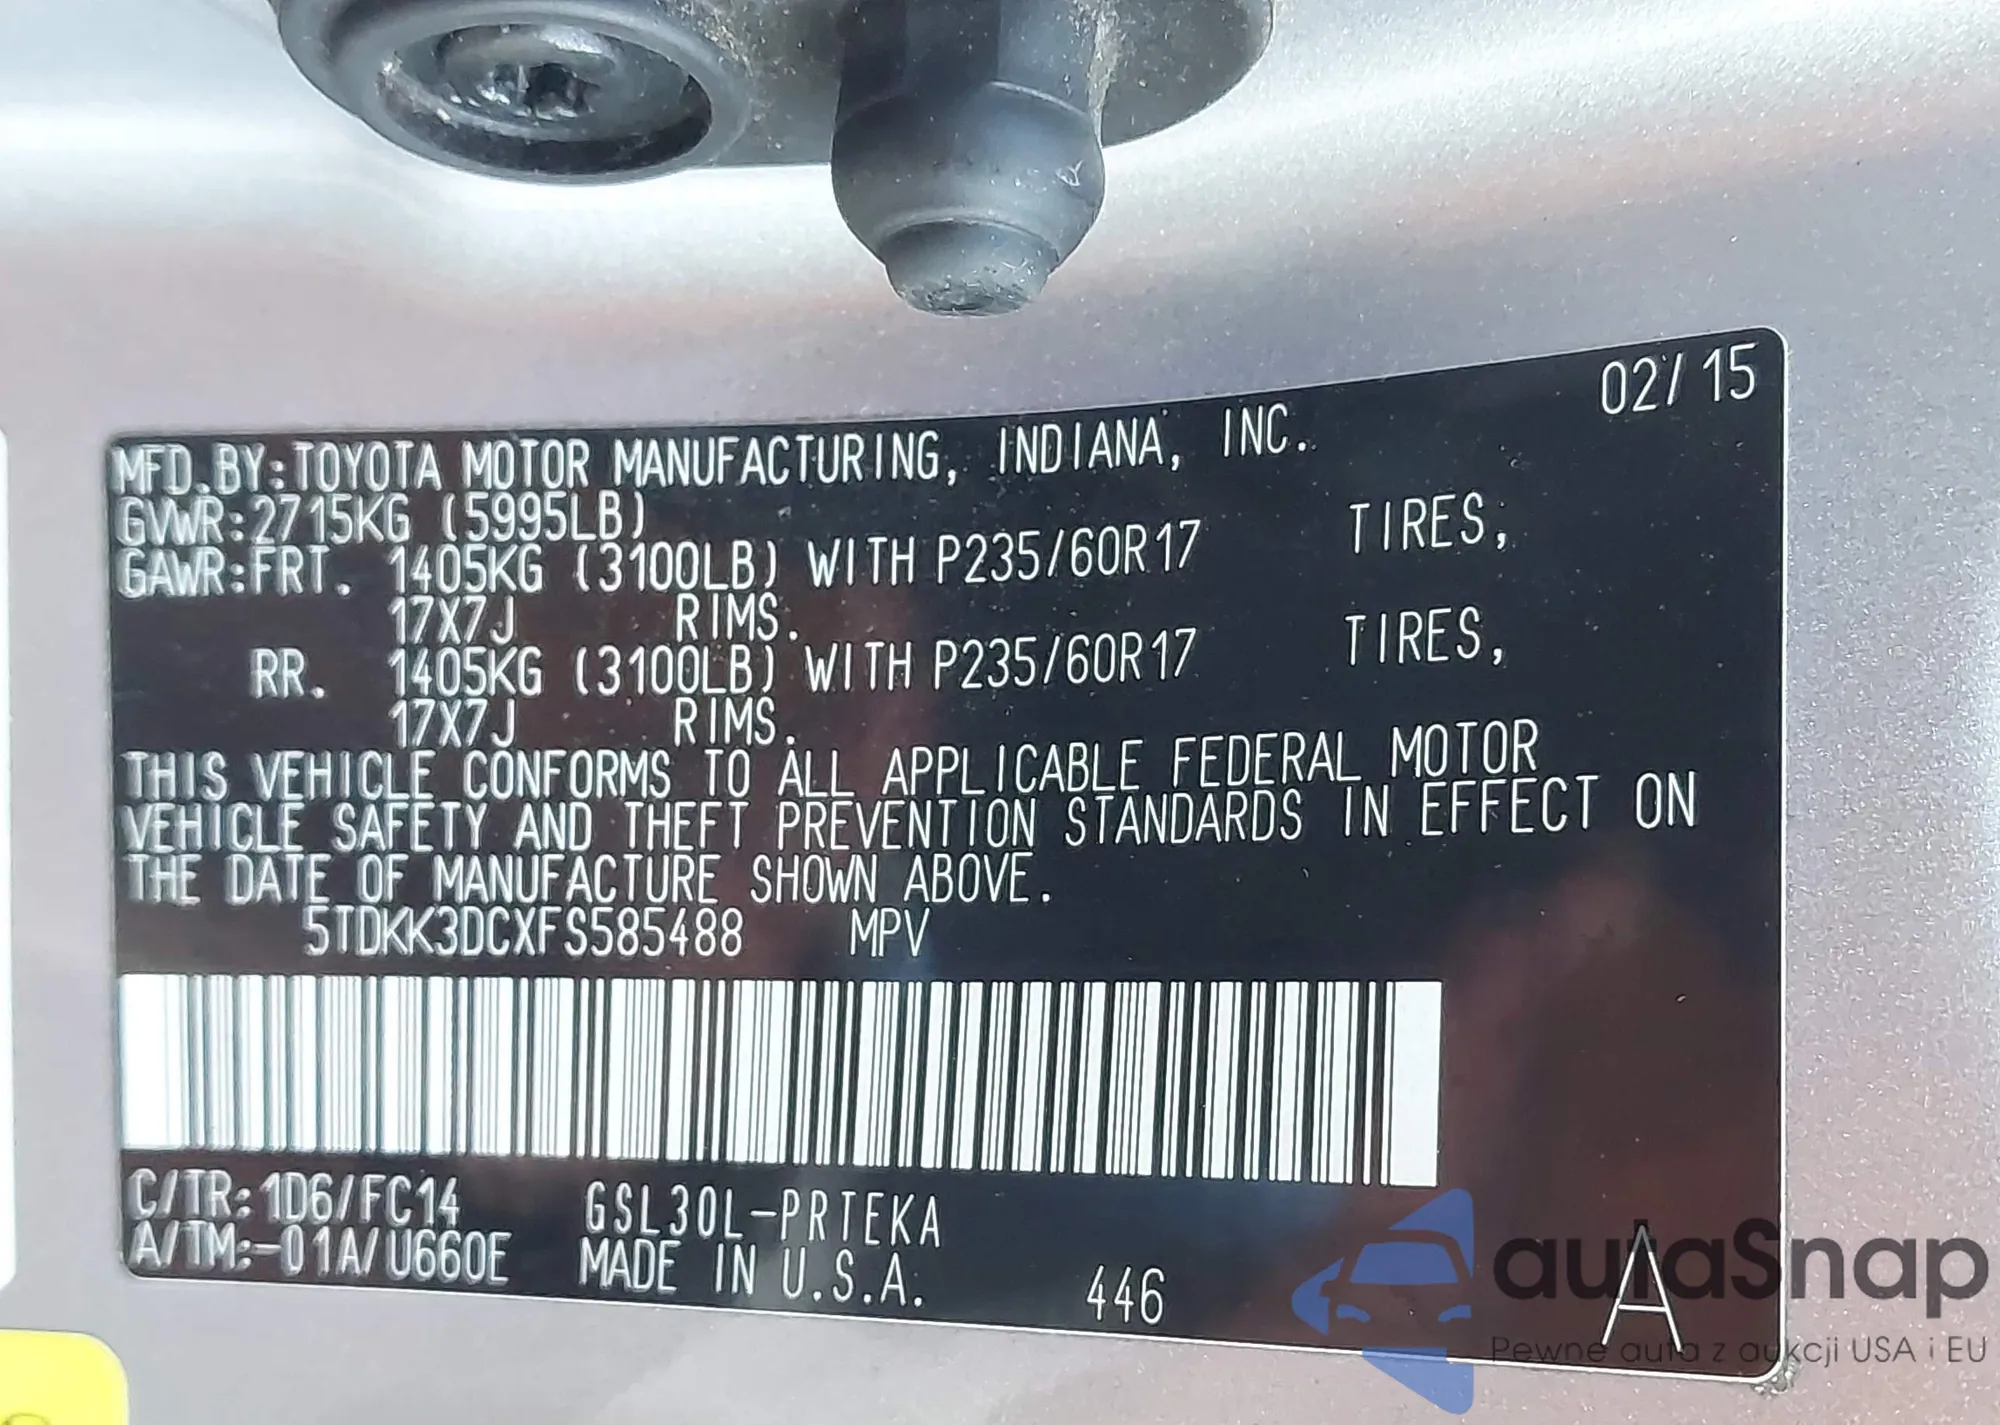 02/15
MFD.BY:TOYOTA MOTOR MANUFACTURING, INDIANA, INC.
GVWR:2715KG (5995LB)
GAWR:FRT. 1405KG (3100LB) WITH P235/60R17 TIRES,
17X7J RIMS.
RR. 1405KG (3100LB) WITH P235/60R17 TIRES,
17X7J RIMS.
THIS VEHICLE CONFORMS TO ALL APPLICABLE FEDERAL MOTOR
VEHICLE SAFETY AND THEFT PREVENTION STANDARDS IN EFFECT ON
THE DATE OF MANUFACTURE SHOWN ABOVE.
5TDKK3DCXFS585488 MPV
C/TR:1D6/FC14 GSL30L-PRTEKA
A/TM:-01A/U660E MADE IN U.S.A. 446 A
autaSnap
Pewne auta z aukcji USA i EU